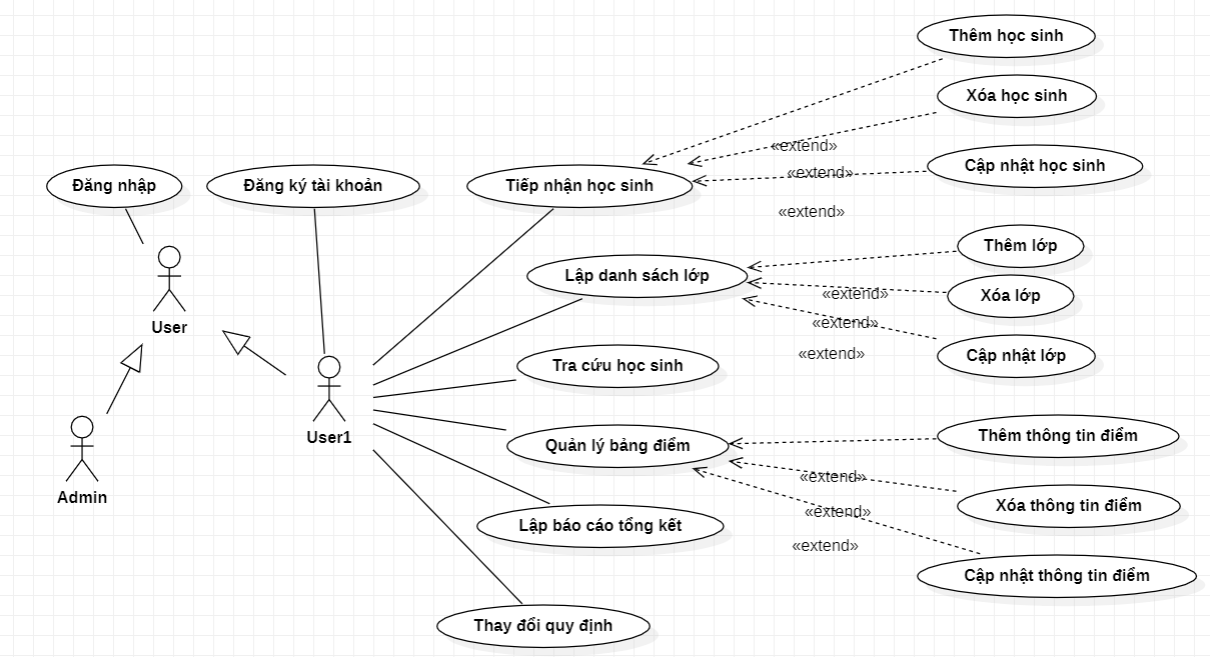 Thêm học sinh
Xóa học sinh
«extend»
Cập nhật học sinh
«extend»
Đăng nhập
Đăng ký tài khoản
Tiếp nhận học sinh
«extend»
Thêm lớp
Lập danh sách lớp
«extend»
Xóa lớp
User
«extend»
«extend»
Cập nhật lớp
Tra cứu học sinh
User1
Quản lý bảng điểm
Thêm thông tin điểm
«extend»
Admin
Xóa thông tin điểm
«extend»
Lập báo cáo tổng kết
«extend»
Cập nhật thông tin điểm
Thay đổi quy định